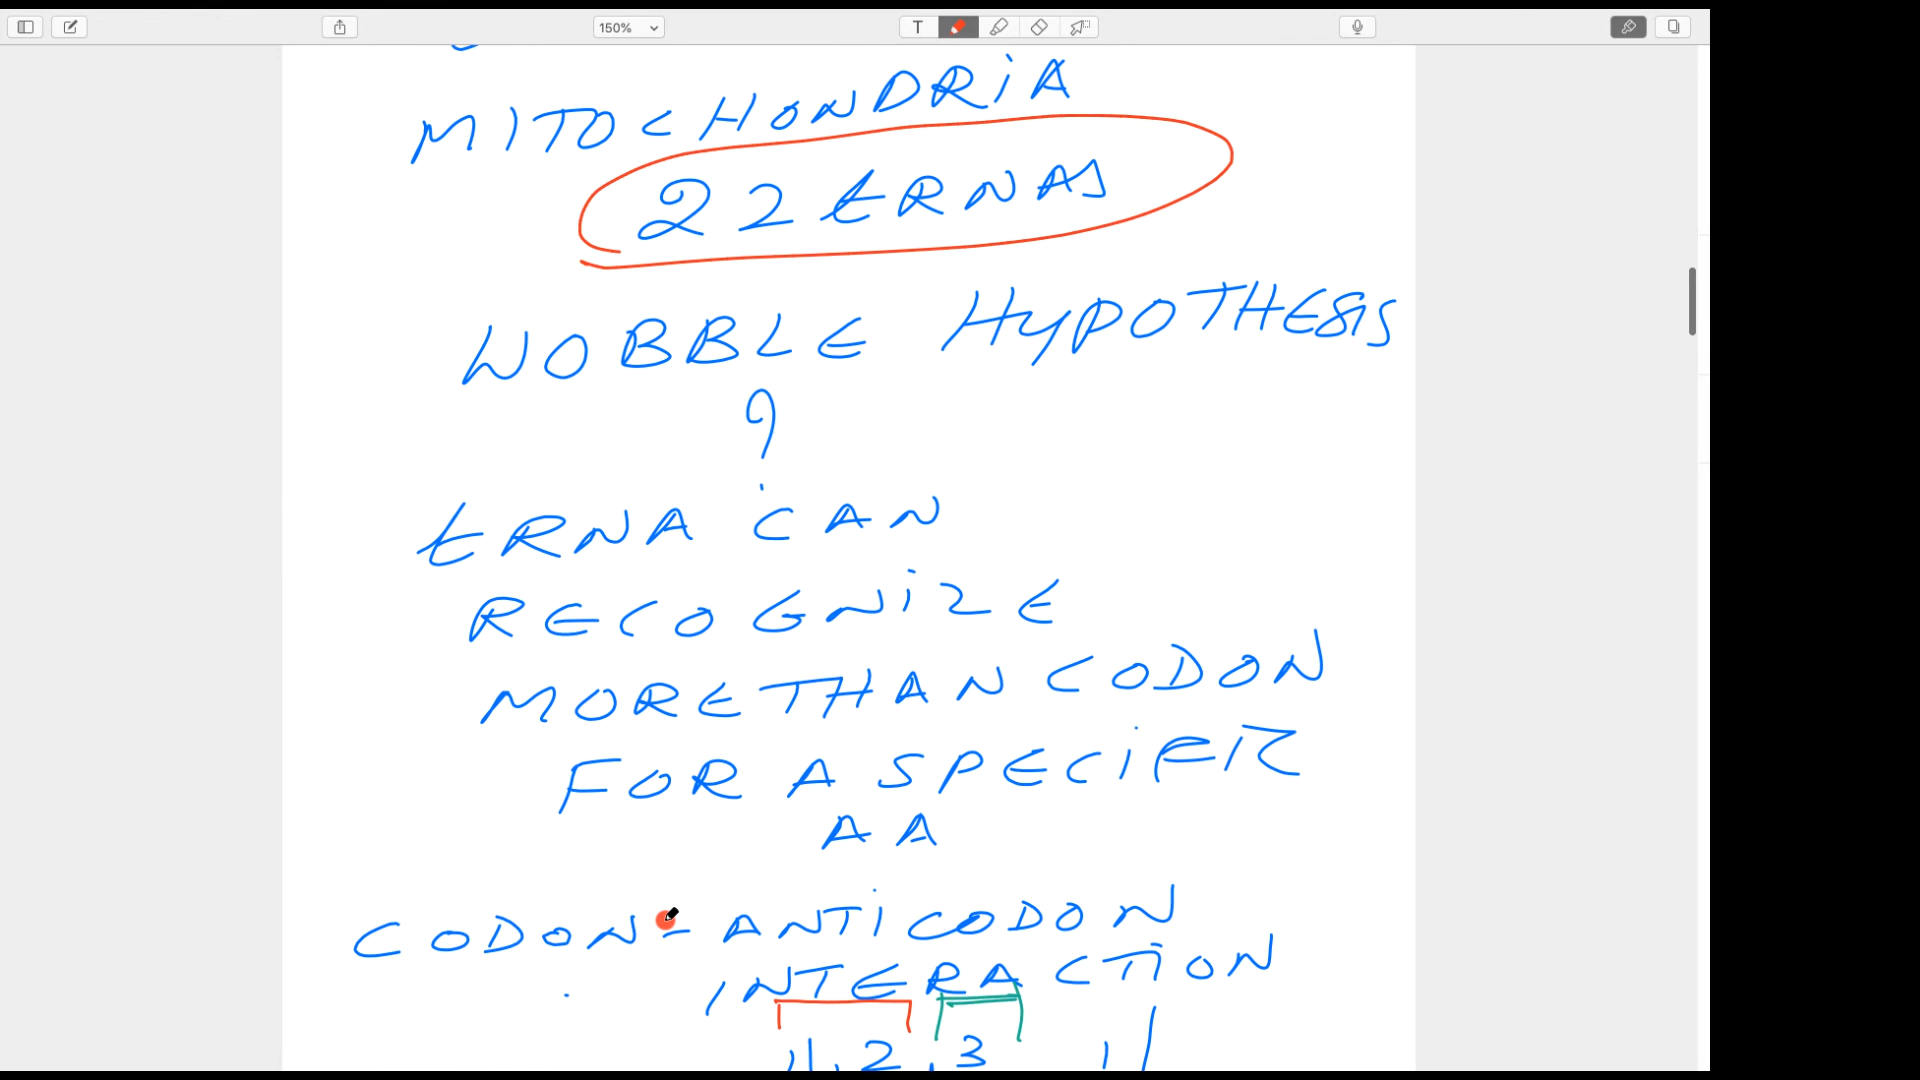 150%
T
MITOCHONDRIA
22 tRNAS
WOBBLE HYPOTHESIS
?
tRNA CAN
RECOGNIZE
MORE THAN CODON
FOR A SPECIFIC
AA
CODON - ANTICODON
INTERACTION
1, 2, 3